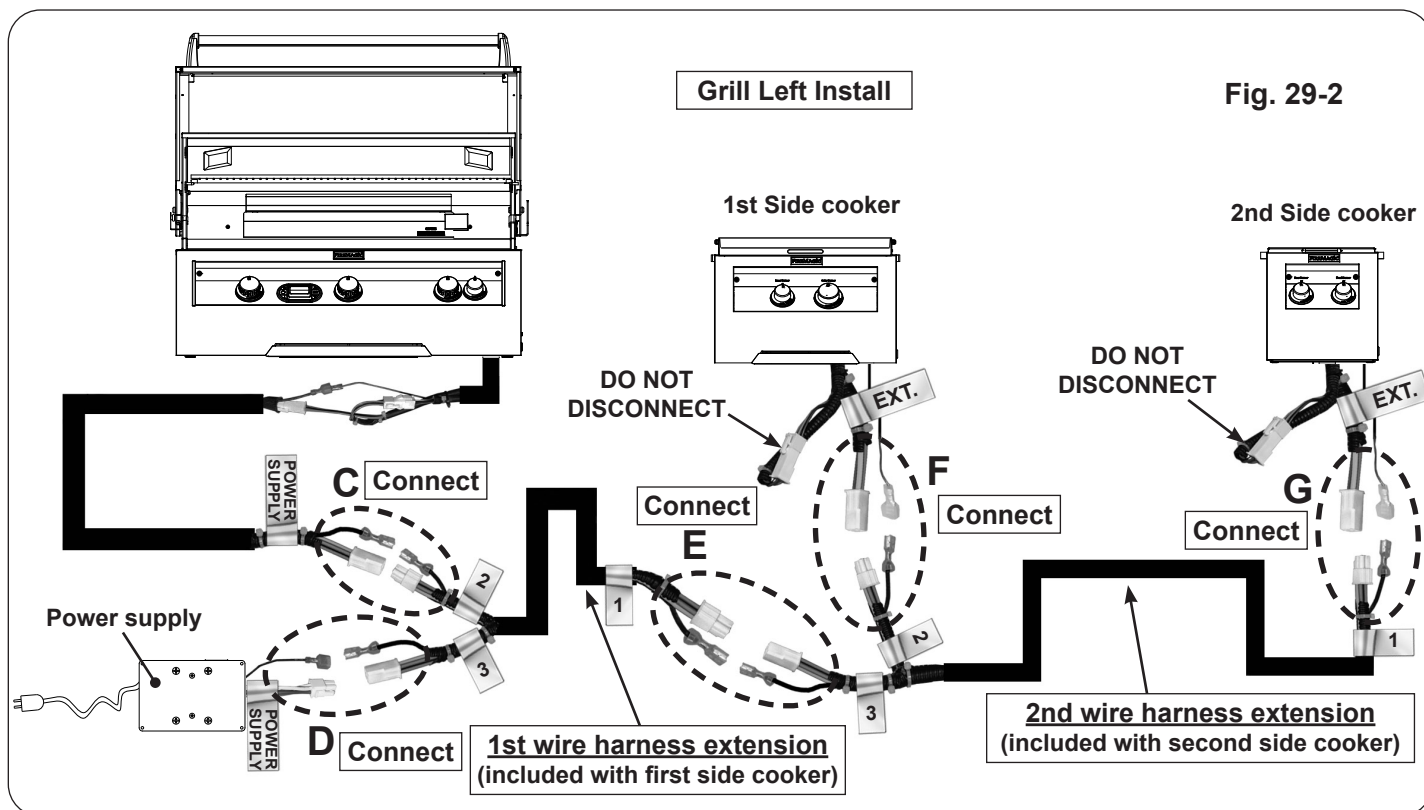 Grill Left Install
Fig. 29-2
1st Side cooker
2nd Side cooker
DO NOT
DISCONNECT
EXT.
DO NOT
DISCONNECT
EXT.
POWER
SUPPLY
C
Connect
F
Connect
G
Connect
Connect
E
2
1
2
1
Power supply
3
3
POWER
SUPPLY
D
Connect
1st wire harness extension
(included with first side cooker)
2nd wire harness extension
(included with second side cooker)